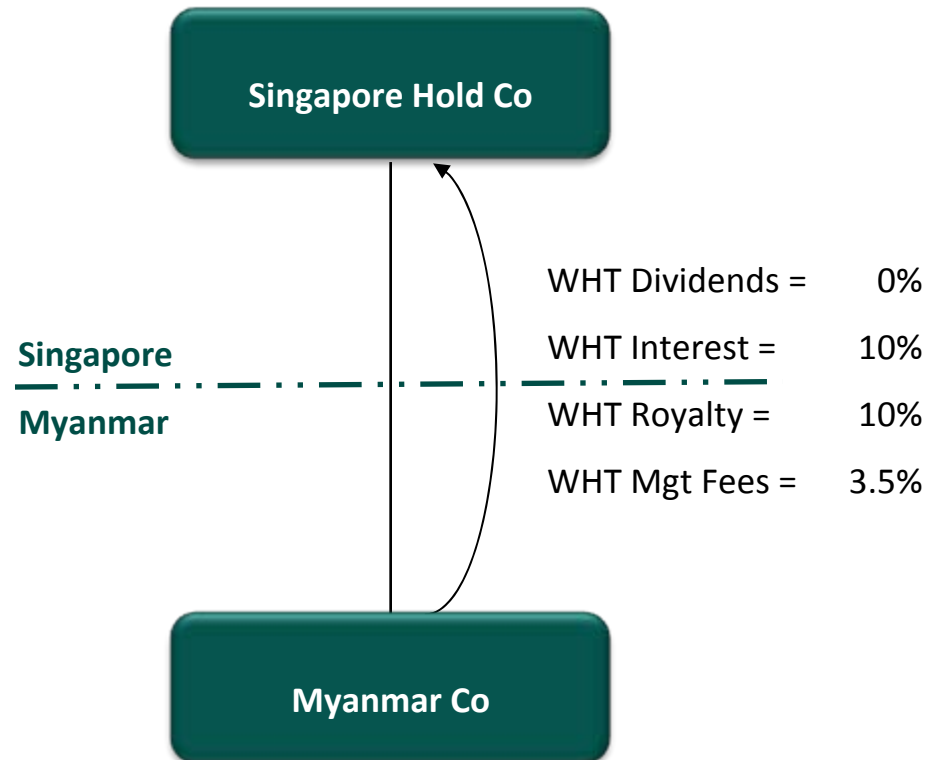 Singapore Hold Co
WHT Dividends = 0%
WHT Interest = 10%
Singapore
Myanmar
WHT Royalty = 10%
WHT Mgt Fees = 3.5%
Myanmar Co